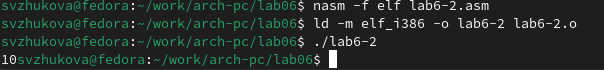 svzhukova@fedora:~/work/arch-pc/lab06$ nasm -f elf lab6-2.asm
svzhukova@fedora:~/work/arch-pc/lab06$ ld -m elf_i386 -o lab6-2 lab6-2.o
svzhukova@fedora:~/work/arch-pc/lab06$ ./lab6-2
10svzhukova@fedora:~/work/arch-pc/lab06$